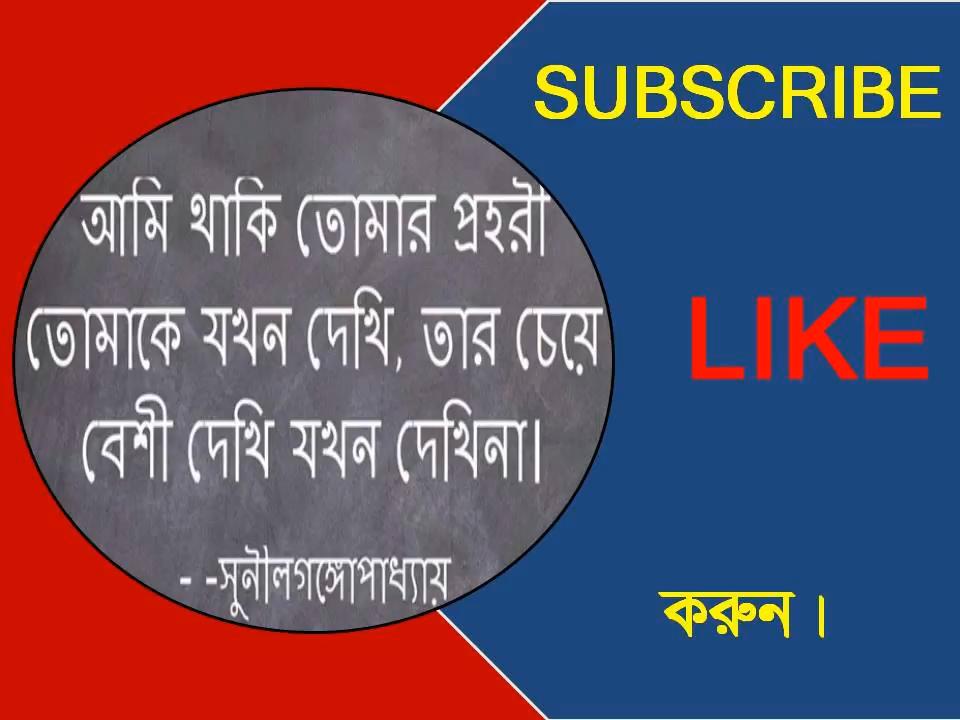 আমি থাকি তোমার প্রহরী
তোমাকে যখন দেখি, তার চেয়ে
বেশী দেখি যখন দেখিনা।
- -সুনীলগঙ্গোপাধ্যায়
SUBSCRIBE
LIKE
করুন।